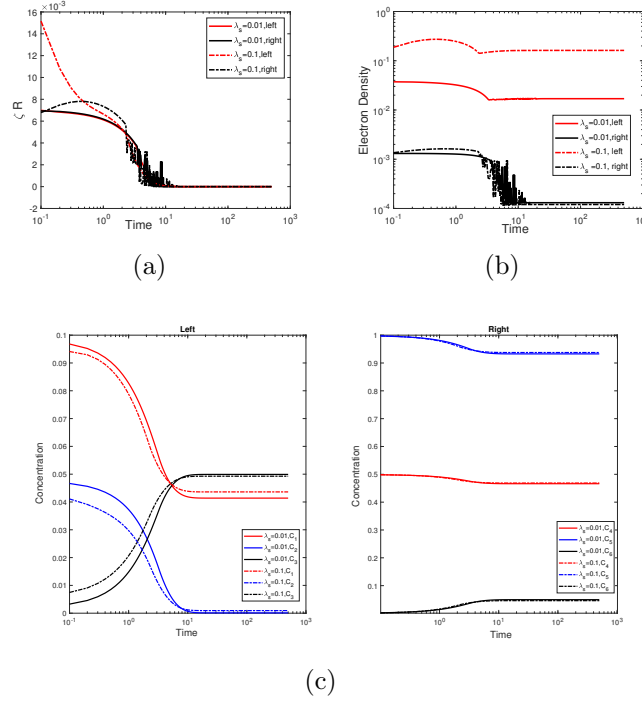 ×10⁻³
16
14
12
10
8
6
4
2
0
-2
ζ R
10⁻¹ 10⁰ 10¹ 10² 10³
Time
λₛ=0.01,left
λₛ=0.01,right
λₛ=0.1,left
λₛ=0.1,right
(a)
10⁰
10⁻¹
10⁻²
10⁻³
10⁻⁴
Electron Density
10⁻¹ 10⁰ 10¹ 10²
Time
λₛ=0.01,left
λₛ=0.01,right
λₛ=0.1, left
λₛ=0.1, right
(b)
Left
0.1
0.09
0.08
0.07
0.06
0.05
0.04
0.03
0.02
0.01
0
Concentration
10⁻¹ 10⁰ 10¹ 10² 10³
Time
λₛ=0.01,C₁
λₛ=0.01,C₂
λₛ=0.01,C₃
λₛ=0.1,C₁
λₛ=0.1,C₂
λₛ=0.1,C₃
Right
1
0.9
0.8
0.7
0.6
0.5
0.4
0.3
0.2
0.1
Concentration
10⁰ 10¹ 10² 10³
Time
λₛ=0.01,C₄
λₛ=0.01,C₅
λₛ=0.01,C₆
λₛ=0.1,C₄
λₛ=0.1,C₅
λₛ=0.1,C₆
(c)